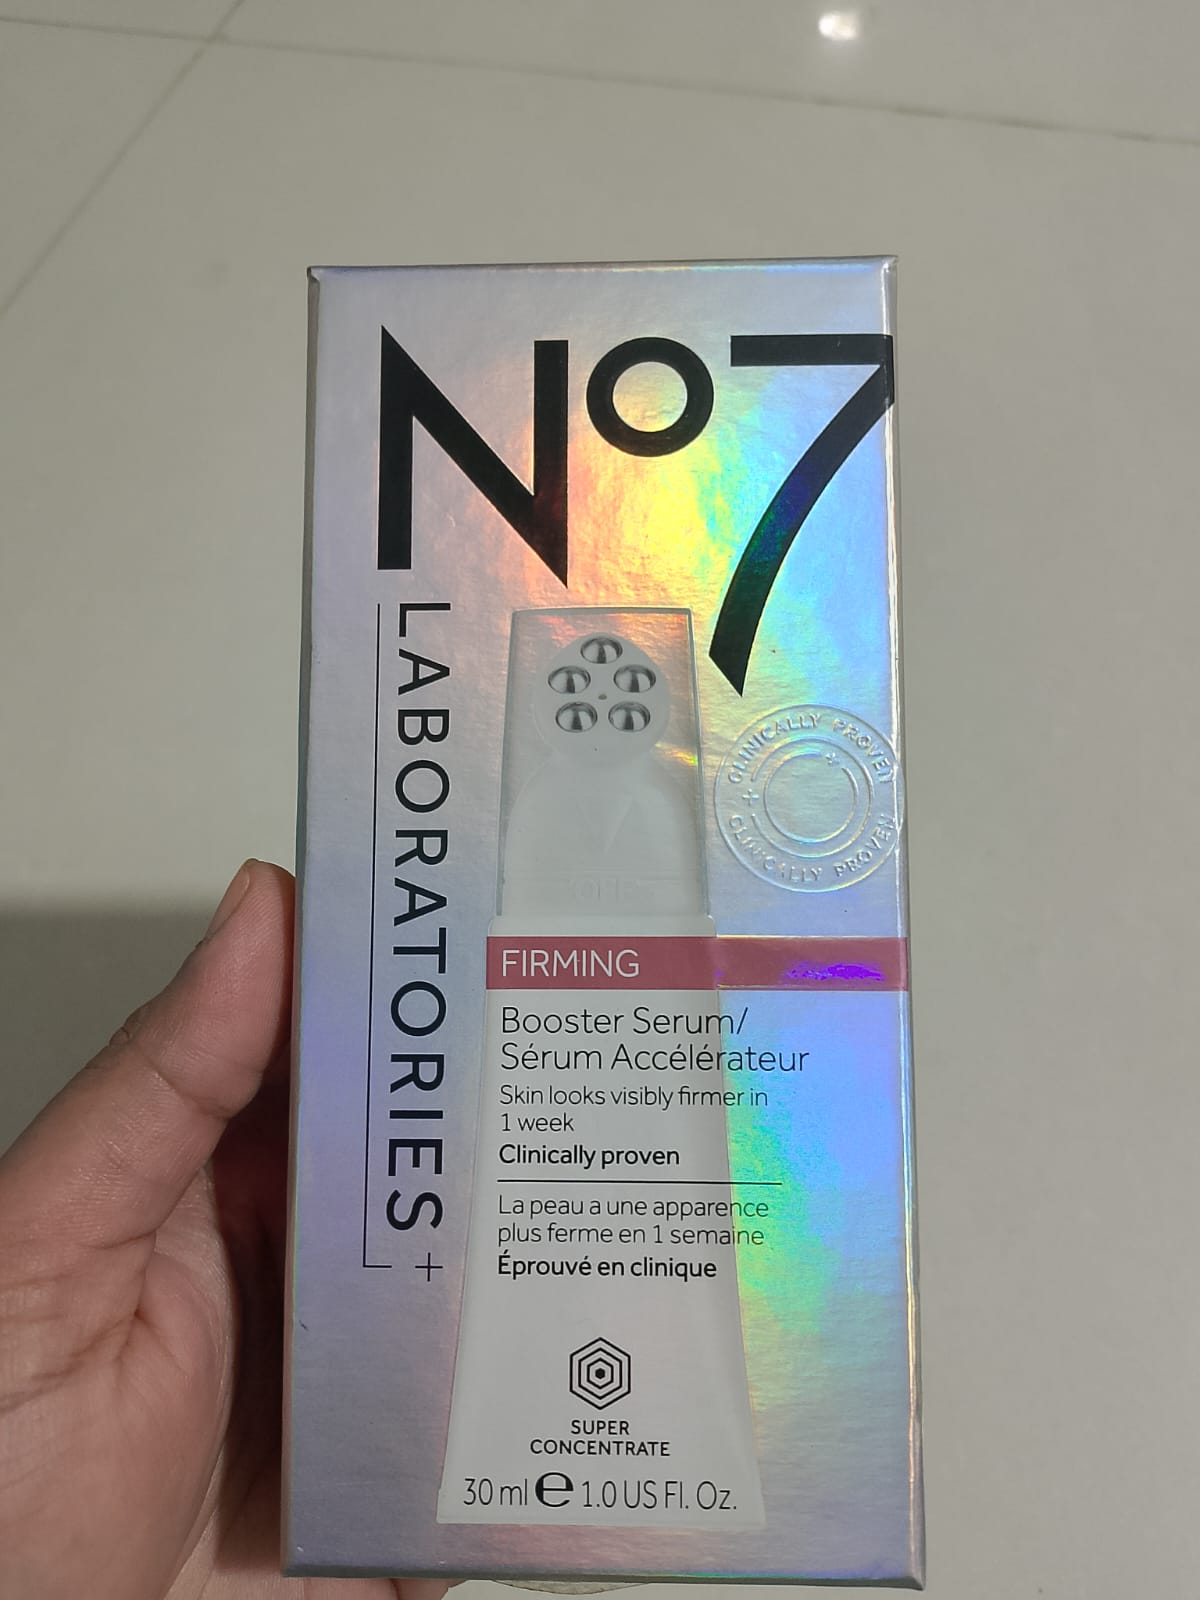 No7
LABORATORIES +
CLINICALLY PROVEN
CLINICALLY PROVEN
FIRMING
Booster Serum/
Sérum Accélérateur
Skin looks visibly firmer in
1 week
Clinically proven
La peau a une apparence
plus ferme en 1 semaine
Éprouvé en clinique
SUPER
CONCENTRATE
30 ml e 1.0 US Fl. Oz.